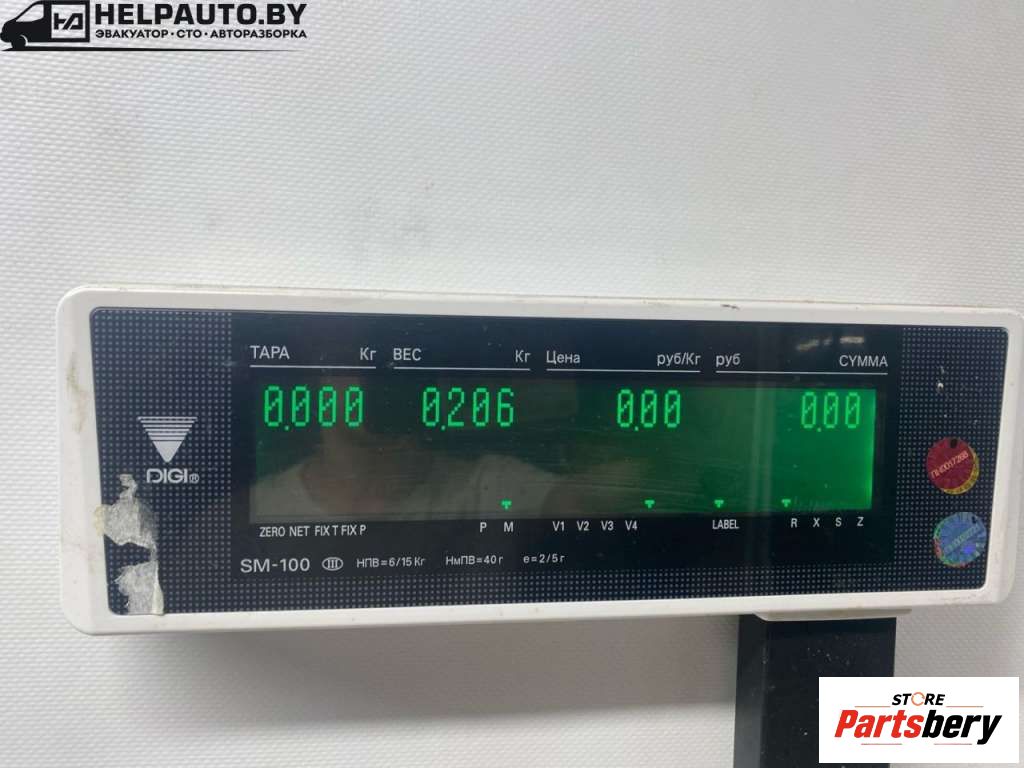 HELPAUTO.BY
ЭВАКУАТОР • СТО • АВТОРАЗБОРКА
ТАРА Кг ВЕС Кг Цена руб/Кг руб СУММА
0.000 0.206 0.00 0.00
DIGI®
ZERO NET FIX T FIX P P M V1 V2 V3 V4 LABEL R X S Z
SM-100 III НПВ=6/15 Кг НмПВ=40 г e=2/5 г
STORE
Partsbery